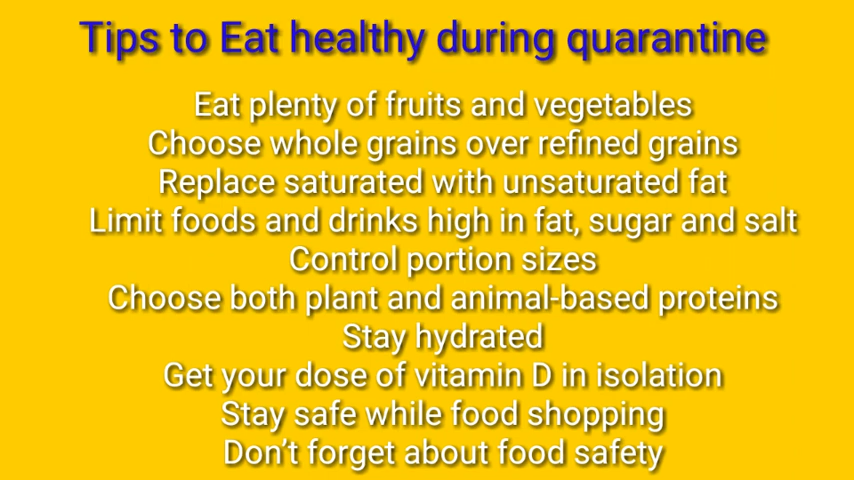 Tips to Eat healthy during quarantine
Eat plenty of fruits and vegetables
Choose whole grains over refined grains
Replace saturated with unsaturated fat
Limit foods and drinks high in fat, sugar and salt
Control portion sizes
Choose both plant and animal-based proteins
Stay hydrated
Get your dose of vitamin D in isolation
Stay safe while food shopping
Don’t forget about food safety